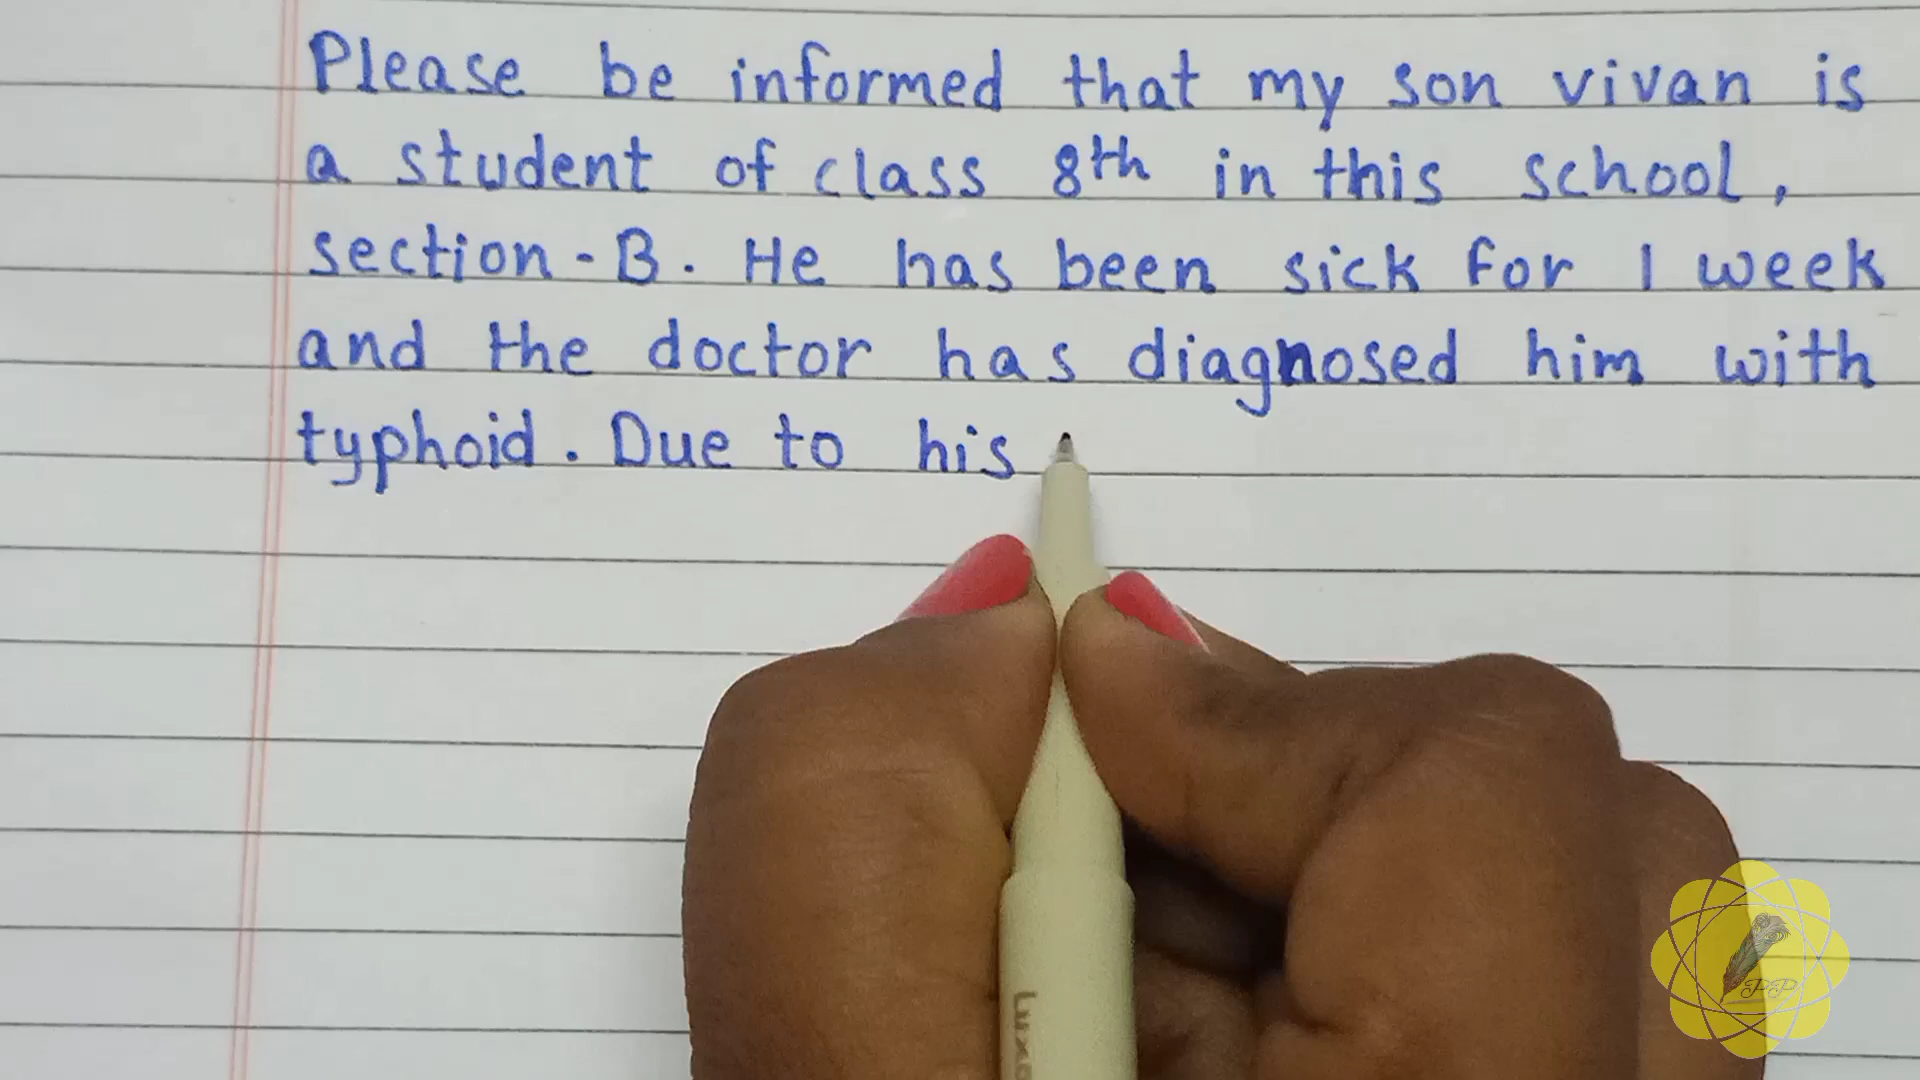 Please be informed that my son vivan is
a student of class 8th in this school,
section-B. He has been sick for 1 week
and the doctor has diagnosed him with
typhoid. Due to his
PP